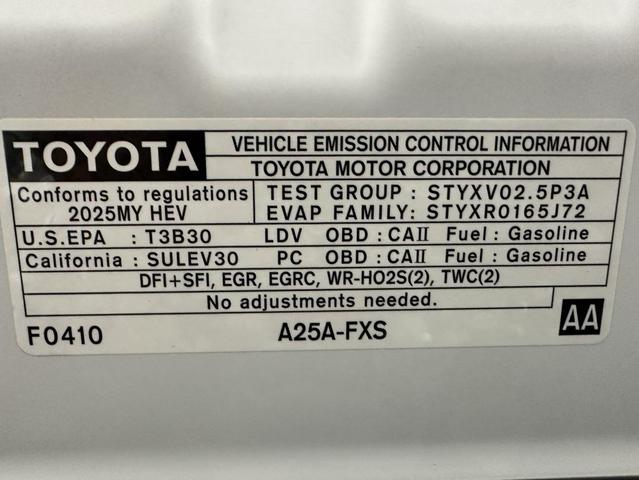 TOYOTA
VEHICLE EMISSION CONTROL INFORMATION
TOYOTA MOTOR CORPORATION
Conforms to regulations
2025MY HEV
TEST GROUP : STYXV02.5P3A
EVAP FAMILY: STYXR0165J72
U.S.EPA : T3B30 LDV OBD : CAII Fuel : Gasoline
California : SULEV30 PC OBD : CAII Fuel : Gasoline
DFI+SFI, EGR, EGRC, WR-HO2S(2), TWC(2)
No adjustments needed.
F0410 A25A-FXS AA